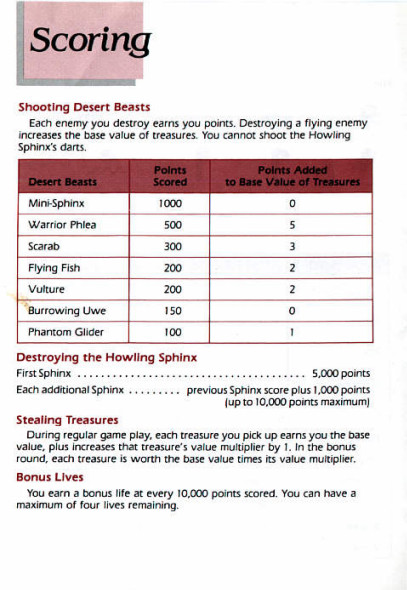 Scoring
Shooting Desert Beasts
Each enemy you destroy earns you points. Destroying a flying enemy
increases the base value of treasures. You cannot shoot the Howling
Sphinx's darts.
Desert Beasts Points Scored Points Added to Base Value of Treasures
Mini-Sphinx 1000 0
Warrior Phlea 500 5
Scarab 300 3
Flying Fish 200 2
Vulture 200 2
Burrowing Uwe 150 0
Phantom Glider 100 1
Destroying the Howling Sphinx
First Sphinx ...................................... 5,000 points
Each additional Sphinx ......... previous Sphinx score plus 1,000 points
(up to 10,000 points maximum)
Stealing Treasures
During regular game play, each treasure you pick up earns you the base
value, plus increases that treasure's value multiplier by 1. In the bonus
round, each treasure is worth the base value times its value multiplier.
Bonus Lives
You earn a bonus life at every 10,000 points scored. You can have a
maximum of four lives remaining.